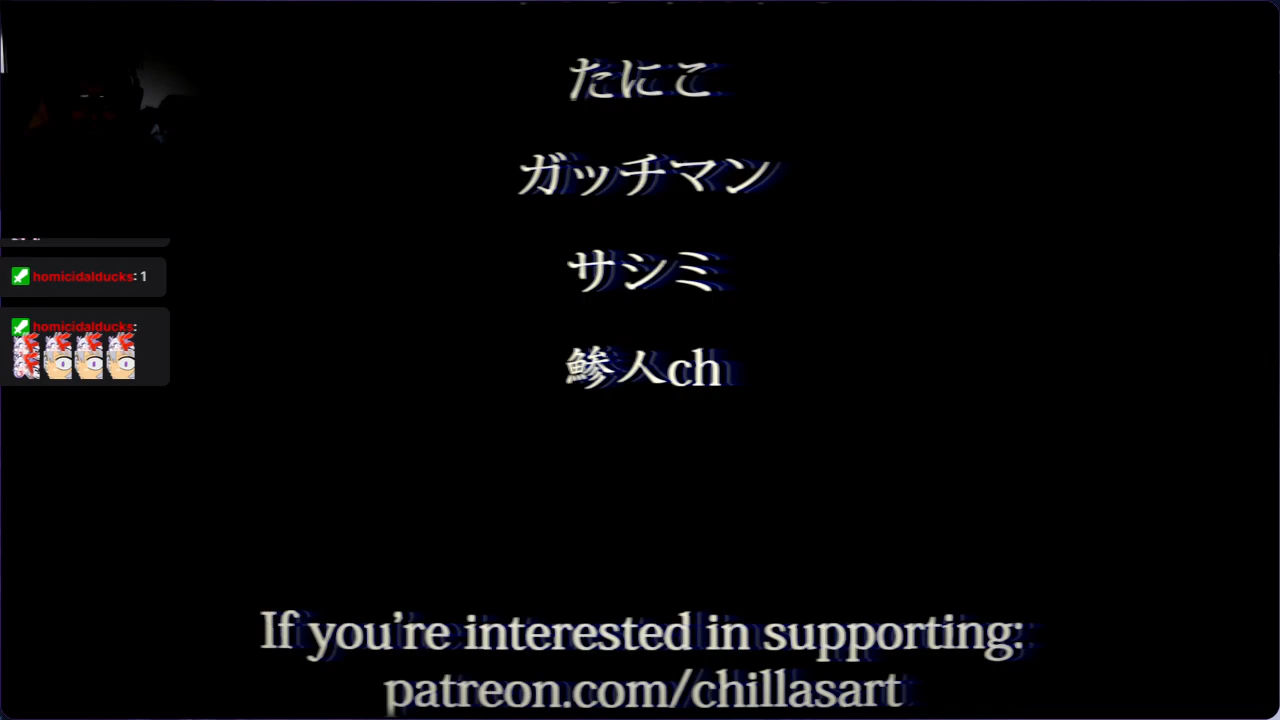 たにこ
ガッチマン
サシミ
鯵人ch
homicidalducks: 1
homicidalducks:
If you're interested in supporting:
patreon.com/chillasart